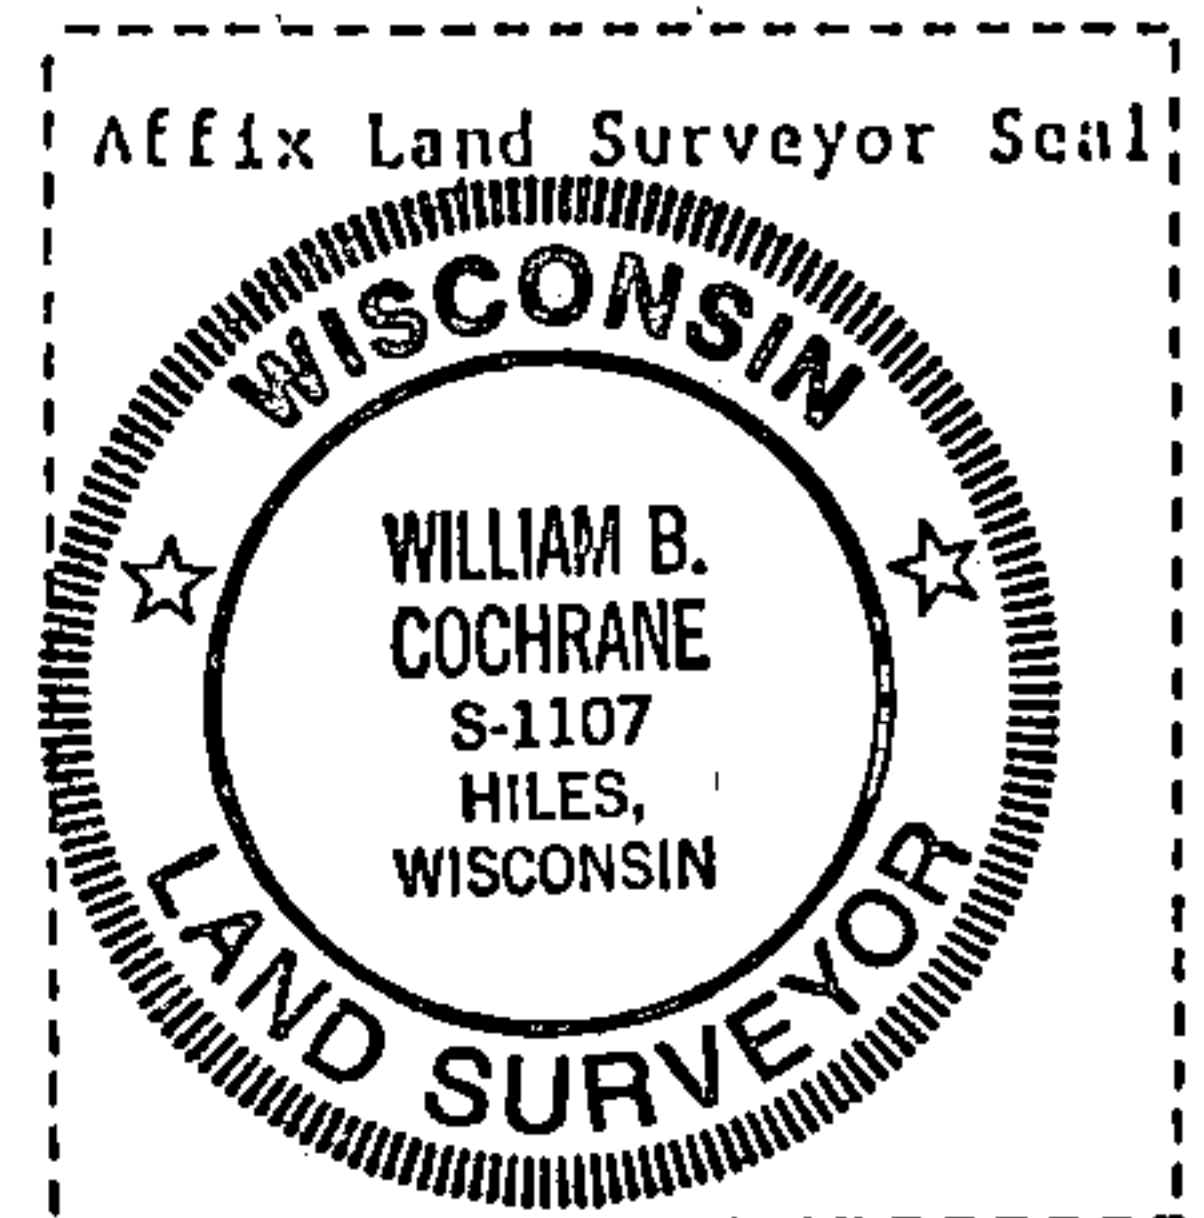 Affix Land Surveyor Seal
WISCONSIN
WILLIAM B.
COCHRANE
S-1107
HILES,
WISCONSIN
LAND SURVEYOR